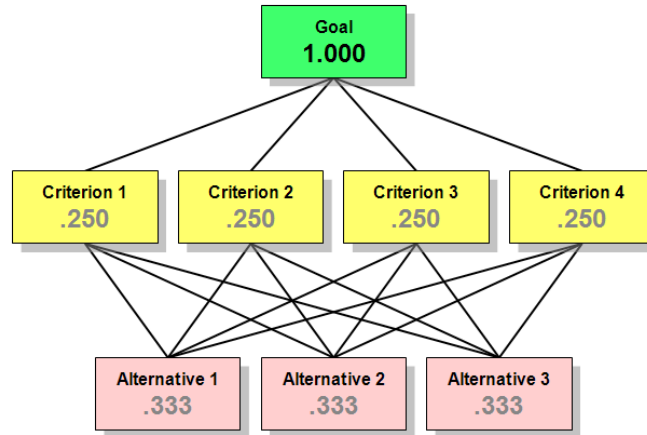 Goal
1.000
Criterion 1
.250
Criterion 2
.250
Criterion 3
.250
Criterion 4
.250
Alternative 1
.333
Alternative 2
.333
Alternative 3
.333